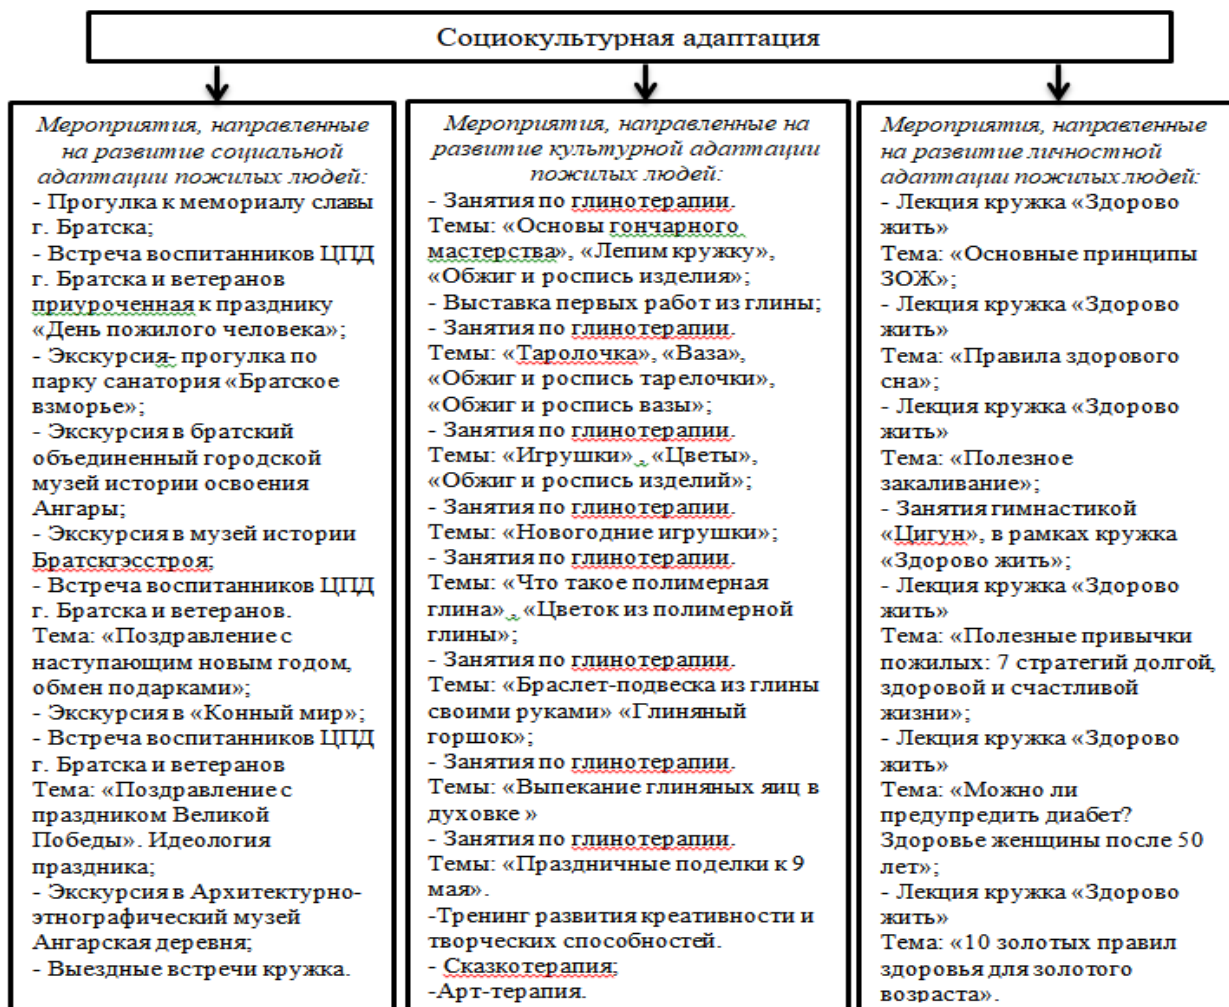 Социокультурная адаптация
Мероприятия, направленные
на развитие социальной
адаптации пожилых людей:
- Прогулка к мемориалу славы
г. Братска;
- Встреча воспитанников ЦПД
г. Братска и ветеранов
приуроченная к празднику
«День пожилого человека»;
- Экскурсия- прогулка по
парку санатория «Братское
взморье»;
- Экскурсия в братский
объединенный городской
музей истории освоения
Ангары;
- Экскурсия в музей истории
Братскгэсстроя;
- Встреча воспитанников ЦПД
г. Братска и ветеранов.
Тема: «Поздравление с
наступающим новым годом,
обмен подарками»;
- Экскурсия в «Конный мир»;
- Встреча воспитанников ЦПД
г. Братска и ветеранов
Тема: «Поздравление с
праздником Великой
Победы». Идеология
праздника;
- Экскурсия в Архитектурно-
этнографический музей
Ангарская деревня;
- Выездные встречи кружка.
Мероприятия, направленные на
развитие культурной адаптации
пожилых людей:
- Занятия по глинотерапии.
Темы: «Основы гончарного
мастерства», «Лепим кружку»,
«Обжиг и роспись изделия»;
- Выставка первых работ из глины;
- Занятия по глинотерапии.
Темы: «Таролочка», «Ваза»,
«Обжиг и роспись тарелочки»,
«Обжиг и роспись вазы»;
- Занятия по глинотерапии.
Темы: «Игрушки» , «Цветы»,
«Обжиг и роспись изделий»;
- Занятия по глинотерапии.
Темы: «Новогодние игрушки»;
- Занятия по глинотерапии.
Темы: «Что такое полимерная
глина» , «Цветок из полимерной
глины»;
- Занятия по глинотерапии.
Темы: «Браслет-подвеска из глины
своими руками» «Глиняный
горшок»;
- Занятия по глинотерапии.
Темы: «Выпекание глиняных яиц в
духовке »
- Занятия по глинотерапии.
Темы: «Праздничные поделки к 9
мая».
-Тренинг развития креативности и
творческих способностей.
- Сказкотерапия;
-Арт-терапия.
Мероприятия, направленные
на развитие личностной
адаптации пожилых людей:
- Лекция кружка «Здорово
жить»
Тема: «Основные принципы
ЗОЖ»;
- Лекция кружка «Здорово
жить»
Тема: «Правила здорового
сна»;
- Лекция кружка «Здорово
жить»
Тема: «Полезное
закаливание»;
- Занятия гимнастикой
«Цигун», в рамках кружка
«Здорово жить»;
- Лекция кружка «Здорово
жить»
Тема: «Полезные привычки
пожилых: 7 стратегий долгой,
здоровой и счастливой
жизни»;
- Лекция кружка «Здорово
жить»
Тема: «Можно ли
предупредить диабет?
Здоровье женщины после 50
лет»;
- Лекция кружка «Здорово
жить»
Тема: «10 золотых правил
здоровья для золотого
возраста».